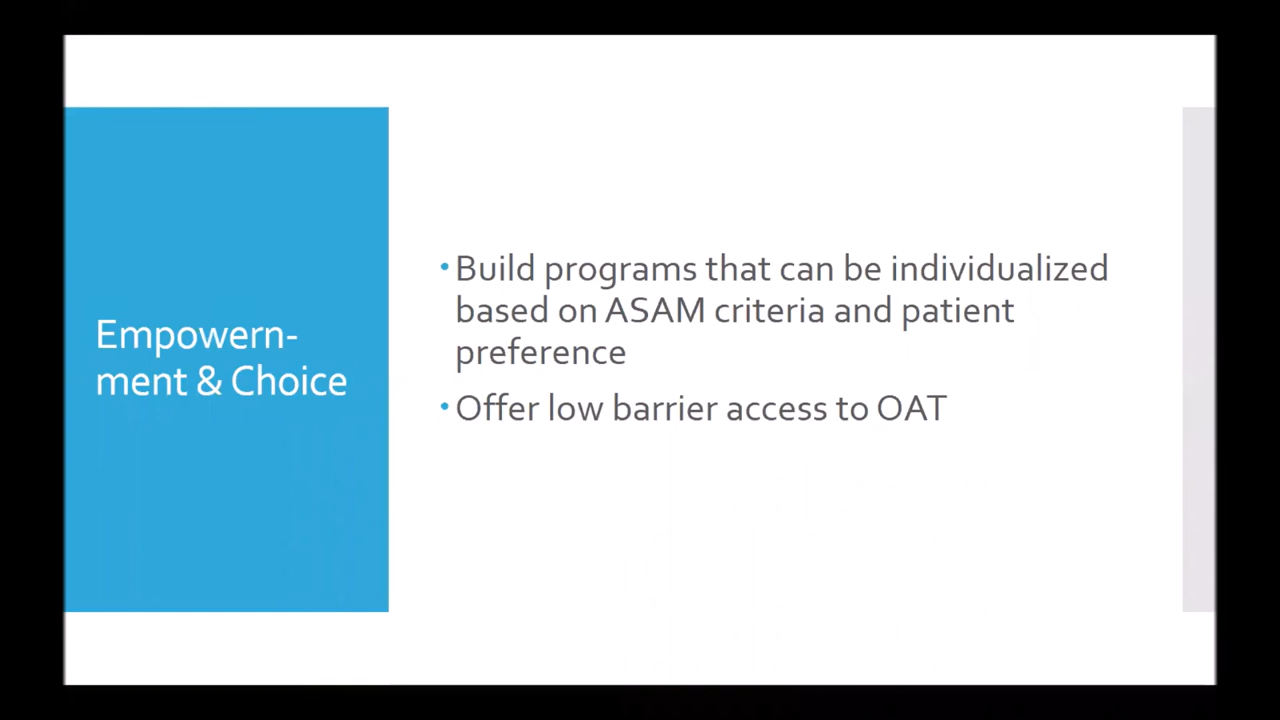 Empowern-
ment & Choice
•Build programs that can be individualized
based on ASAM criteria and patient
preference
•Offer low barrier access to OAT